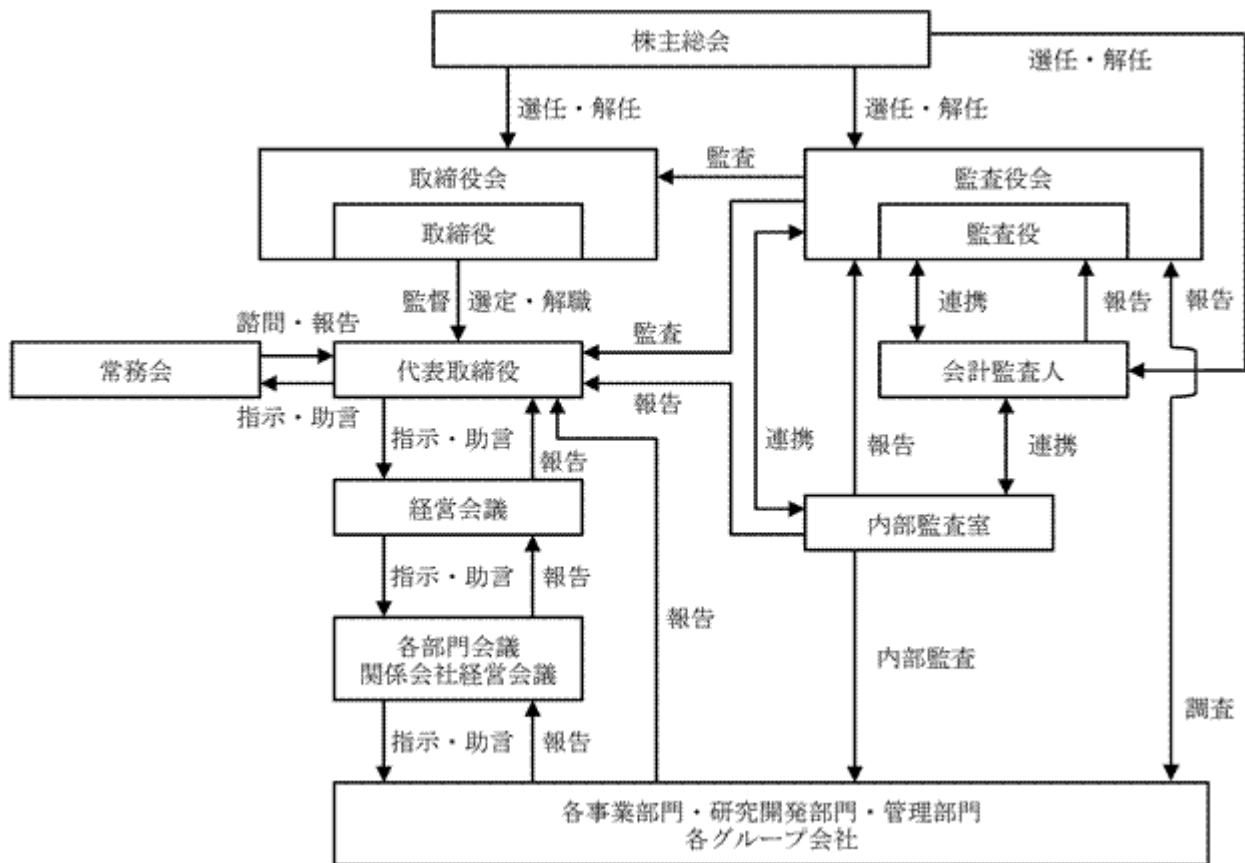 株主総会
選任・解任
選任・解任
選任・解任
取締役会
監査
監査役会
取締役
監査役
監督
選定・解職
連携
報告
報告
諮問・報告
監査
常務会
代表取締役
会計監査人
指示・助言
報告
指示・助言
報告
連携
報告
連携
経営会議
内部監査室
指示・助言
報告
報告
各部門会議
関係会社経営会議
内部監査
調査
指示・助言
報告
各事業部門・研究開発部門・管理部門
各グループ会社